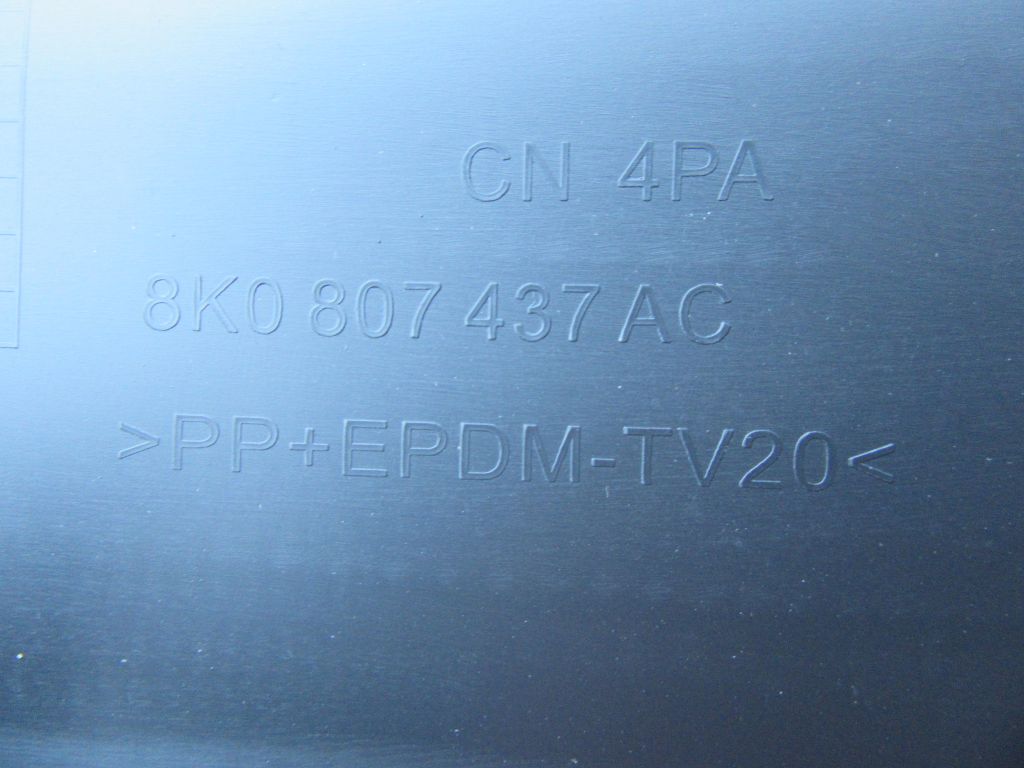 CN 4PA
8K0 807 437 AC
>PP+EPDM-TV20<